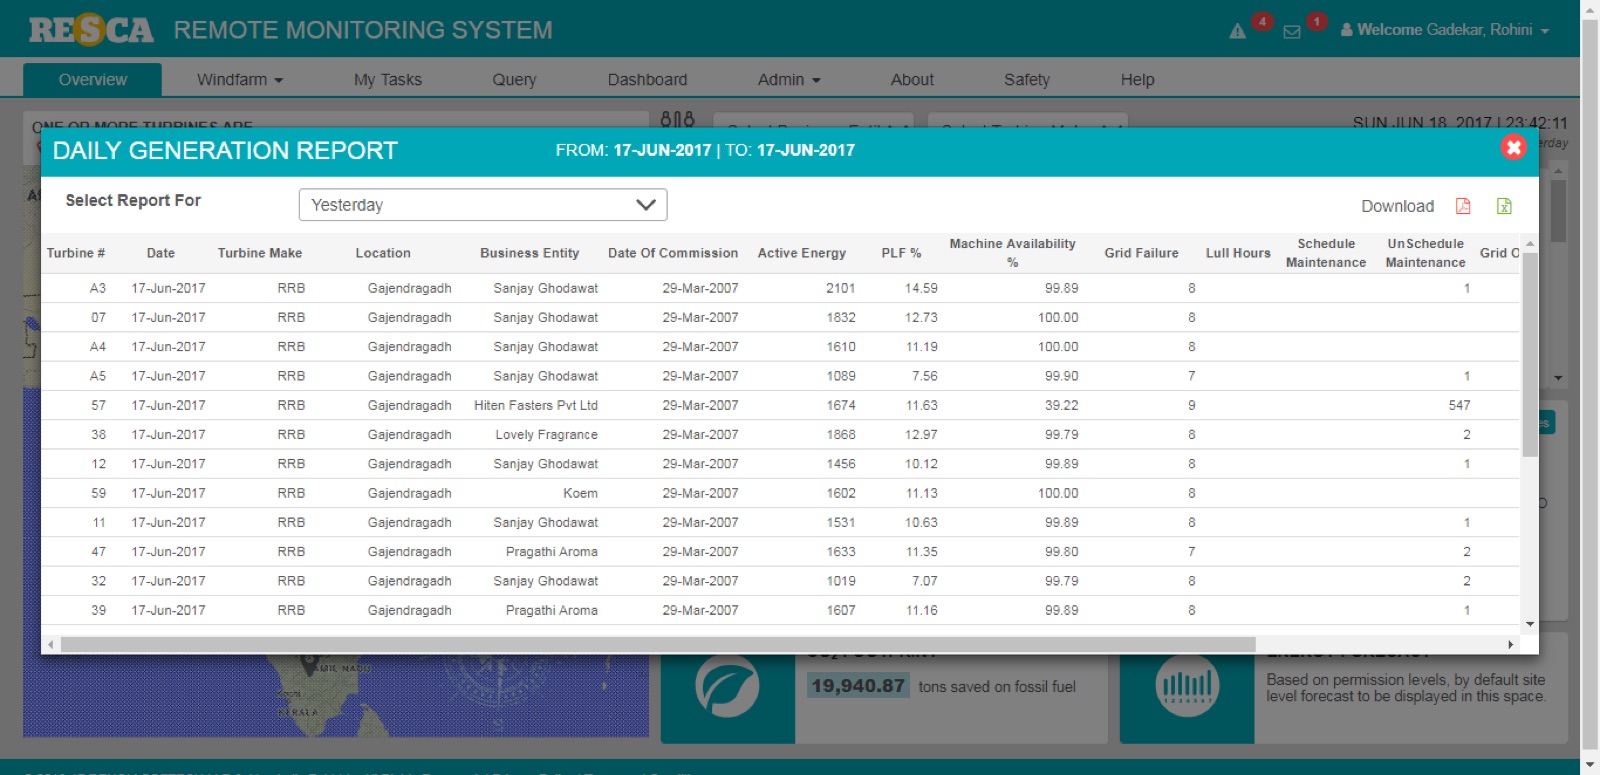 RESCA REMOTE MONITORING SYSTEM 4 1 Welcome Gadekar, Rohini
Overview Windfarm My Tasks Query Dashboard Admin About Safety Help
ONE OR MORE TURBINES ARE SUN JUN 18, 2017 | 23:42:11
DAILY GENERATION REPORT FROM: 17-JUN-2017 | TO: 17-JUN-2017
Select Report For Yesterday Download
Turbine # Date Turbine Make Location Business Entity Date Of Commission Active Energy PLF % Machine Availability % Grid Failure Lull Hours Schedule Maintenance UnSchedule Maintenance Grid O
A3 17-Jun-2017 RRB Gajendragadh Sanjay Ghodawat 29-Mar-2007 2101 14.59 99.89 8 1
07 17-Jun-2017 RRB Gajendragadh Sanjay Ghodawat 29-Mar-2007 1832 12.73 100.00 8
A4 17-Jun-2017 RRB Gajendragadh Sanjay Ghodawat 29-Mar-2007 1610 11.19 100.00 8
A5 17-Jun-2017 RRB Gajendragadh Sanjay Ghodawat 29-Mar-2007 1089 7.56 99.90 7 1
57 17-Jun-2017 RRB Gajendragadh Hiten Fasters Pvt Ltd 29-Mar-2007 1674 11.63 39.22 9 547
38 17-Jun-2017 RRB Gajendragadh Lovely Fragrance 29-Mar-2007 1868 12.97 99.79 8 2
12 17-Jun-2017 RRB Gajendragadh Sanjay Ghodawat 29-Mar-2007 1456 10.12 99.89 8 1
59 17-Jun-2017 RRB Gajendragadh Koem 29-Mar-2007 1602 11.13 100.00 8
11 17-Jun-2017 RRB Gajendragadh Sanjay Ghodawat 29-Mar-2007 1531 10.63 99.89 8 1
47 17-Jun-2017 RRB Gajendragadh Pragathi Aroma 29-Mar-2007 1633 11.35 99.80 7 2
32 17-Jun-2017 RRB Gajendragadh Sanjay Ghodawat 29-Mar-2007 1019 7.07 99.79 8 2
39 17-Jun-2017 RRB Gajendragadh Pragathi Aroma 29-Mar-2007 1607 11.16 99.89 8 1
KERALA
19,940.87 tons saved on fossil fuel
Based on permission levels, by default site
level forecast to be displayed in this space.